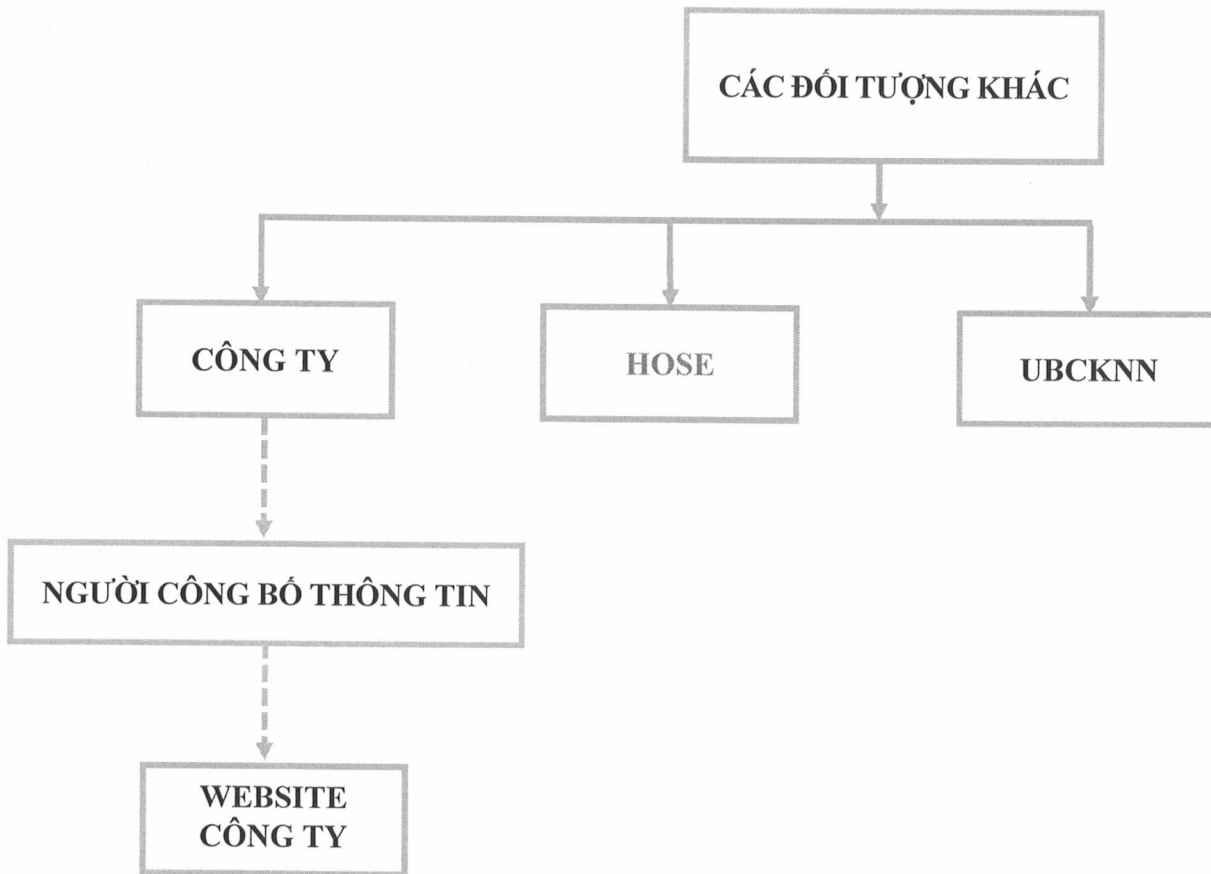 CÁC ĐỐI TƯỢNG KHÁC
CÔNG TY
HOSE
UBCKNN
NGƯỜI CÔNG BỐ THÔNG TIN
WEBSITE
CÔNG TY